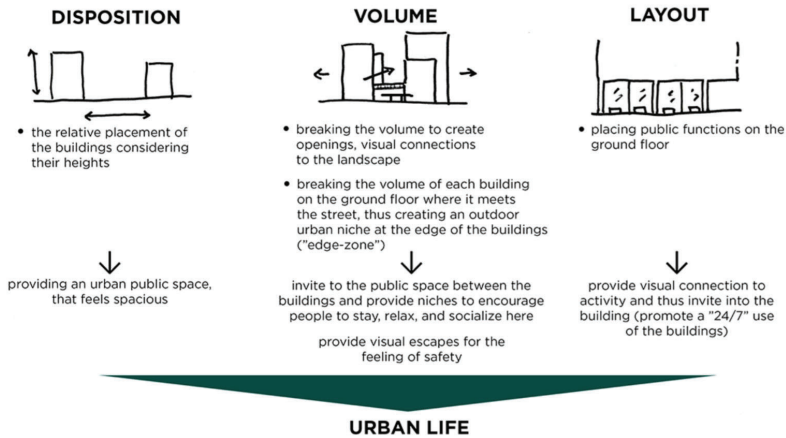 DISPOSITION
• the relative placement of
the buildings considering
their heights
providing an urban public space,
that feels spacious
VOLUME
• breaking the volume to create
openings, visual connections
to the landscape
• breaking the volume of each building
on the ground floor where it meets
the street, thus creating an outdoor
urban niche at the edge of the buildings
("edge-zone")
invite to the public space between the
buildings and provide niches to encourage
people to stay, relax, and socialize here
provide visual escapes for the
feeling of safety
LAYOUT
• placing public functions on the
ground floor
provide visual connection to
activity and thus invite into the
building (promote a "24/7" use
of the buildings)
URBAN LIFE